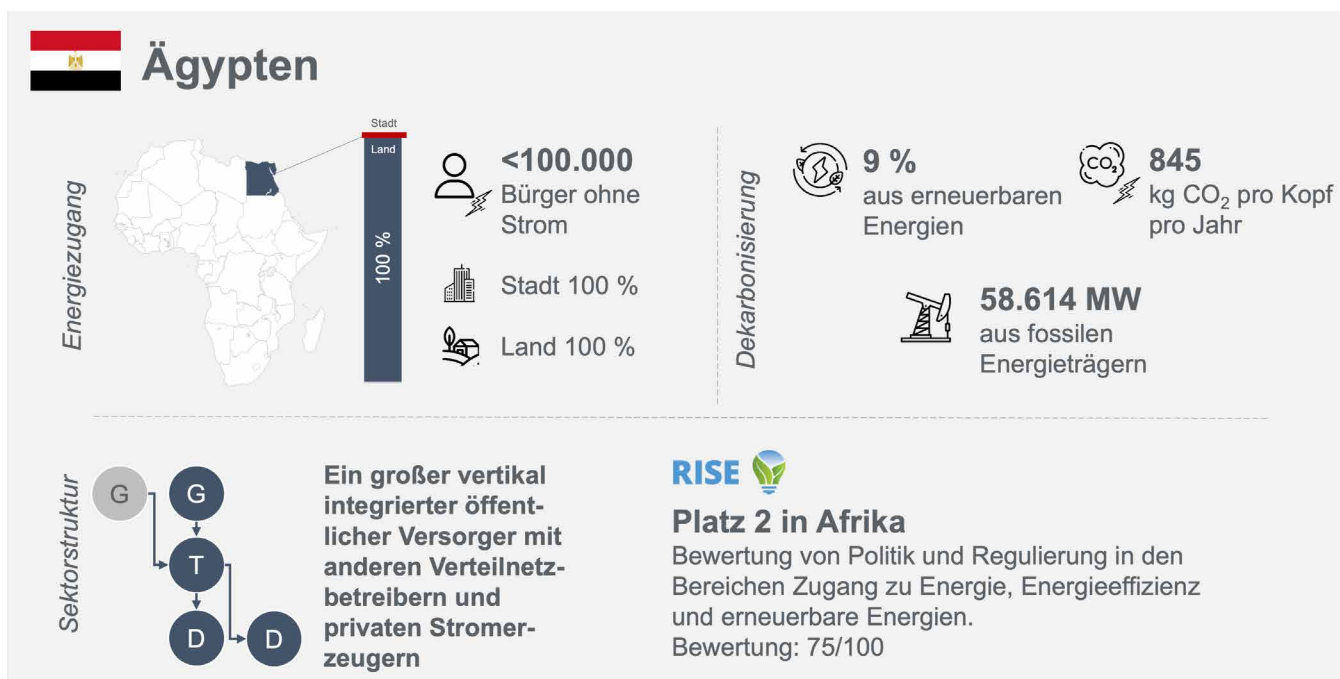 Ägypten
Energiezugang
Stadt
Land
100 %
<100.000
Bürger ohne
Strom
Stadt 100 %
Land 100 %
Dekarbonisierung
9 %
aus erneuerbaren
Energien
CO2
845
kg CO₂ pro Kopf
pro Jahr
58.614 MW
aus fossilen
Energieträgern
Sektorstruktur
G
G
T
D
D
Ein großer vertikal
integrierter öffent-
licher Versorger mit
anderen Verteilnetz-
betreibern und
privaten Stromer-
zeugern
RISE
Platz 2 in Afrika
Bewertung von Politik und Regulierung in den
Bereichen Zugang zu Energie, Energieeffizienz
und erneuerbare Energien.
Bewertung: 75/100